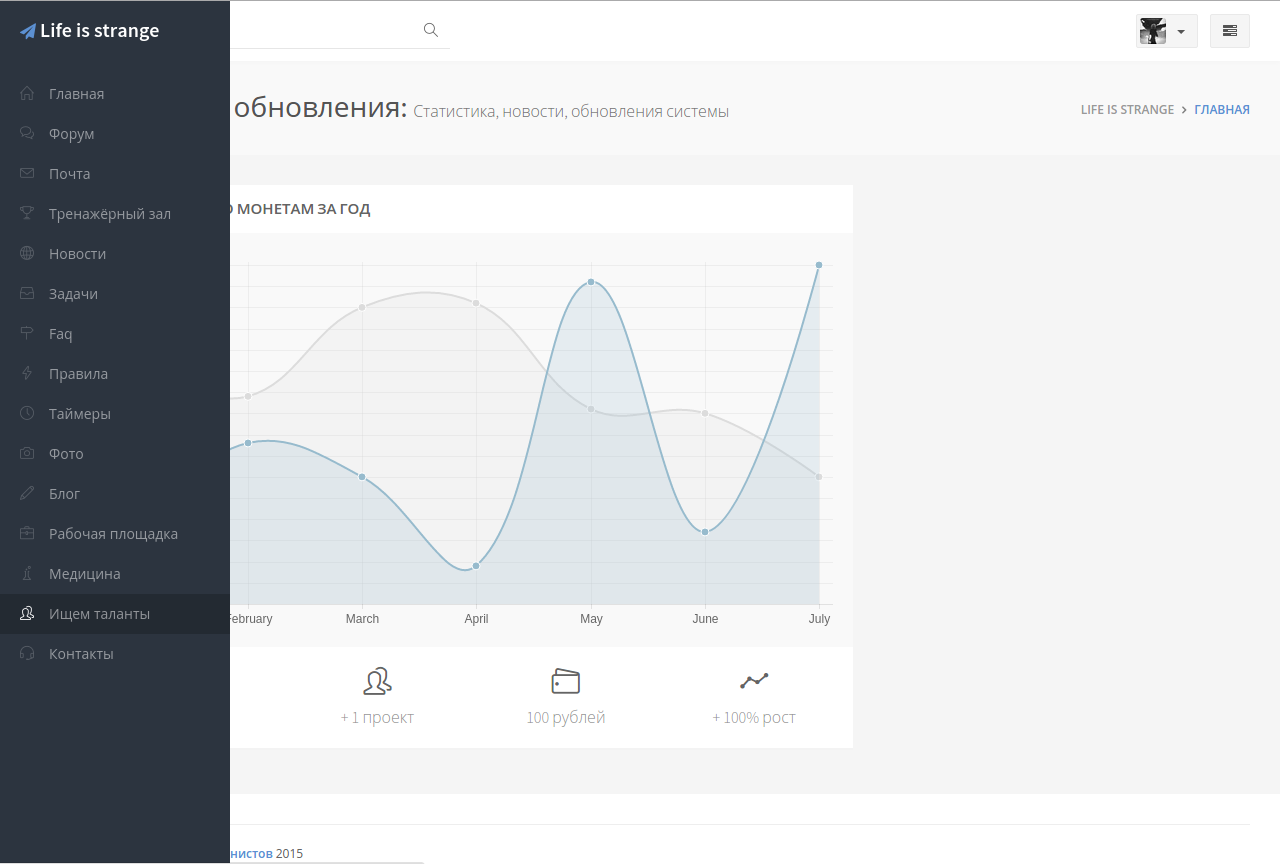 Life is strange
Главная
Форум
Почта
Тренажёрный зал
Новости
Задачи
Faq
Правила
Таймеры
Фото
Блог
Рабочая площадка
Медицина
Ищем таланты
Контакты
обновления: Статистика, новости, обновления системы
LIFE IS STRANGE > ГЛАВНАЯ
МОНЕТАМ ЗА ГОД
February March April May June July
+ 1 проект
100 рублей
+ 100% рост
нистов 2015